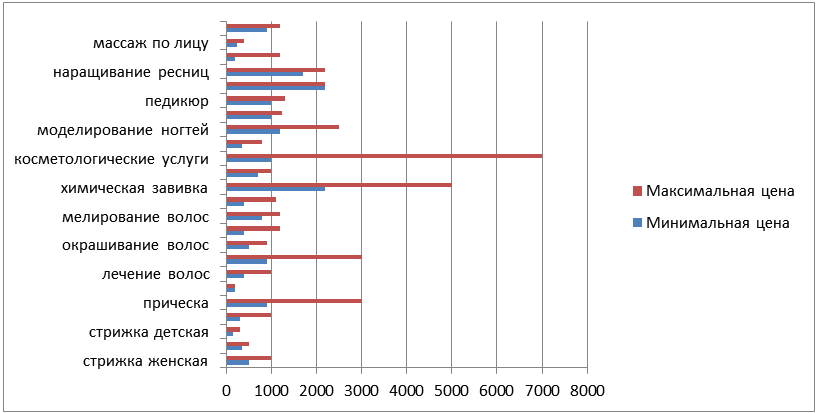 массаж по лицу
наращивание ресниц
педикюр
моделирование ногтей
косметологические услуги
химическая завивка
мелирование волос
окрашивание волос
лечение волос
прическа
стрижка детская
стрижка женская
0 1000 2000 3000 4000 5000 6000 7000 8000
Максимальная цена
Минимальная цена